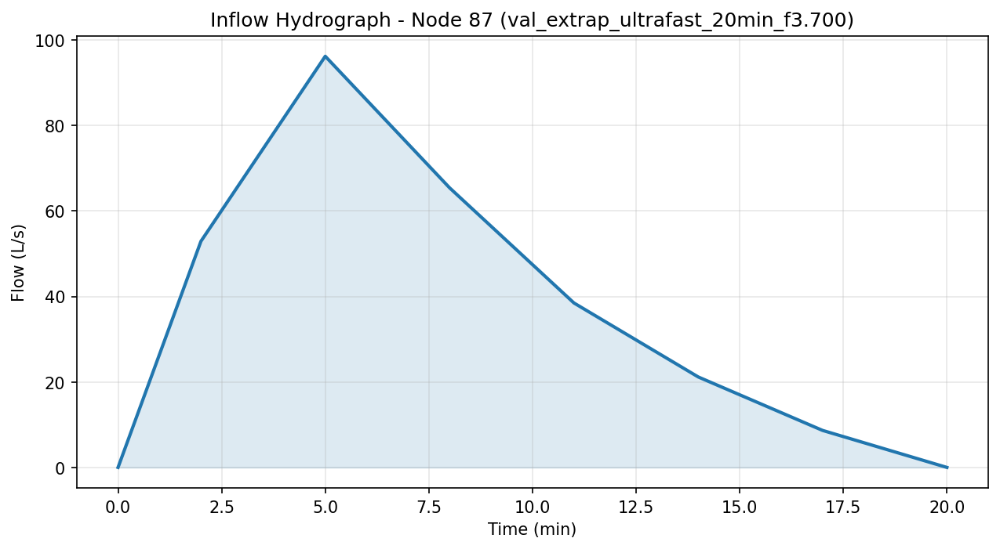 Inflow Hydrograph - Node 87 (val_extrap_ultrafast_20min_f3.700)
Flow (L/s)
100
80
60
40
20
0
0.0 2.5 5.0 7.5 10.0 12.5 15.0 17.5 20.0
Time (min)